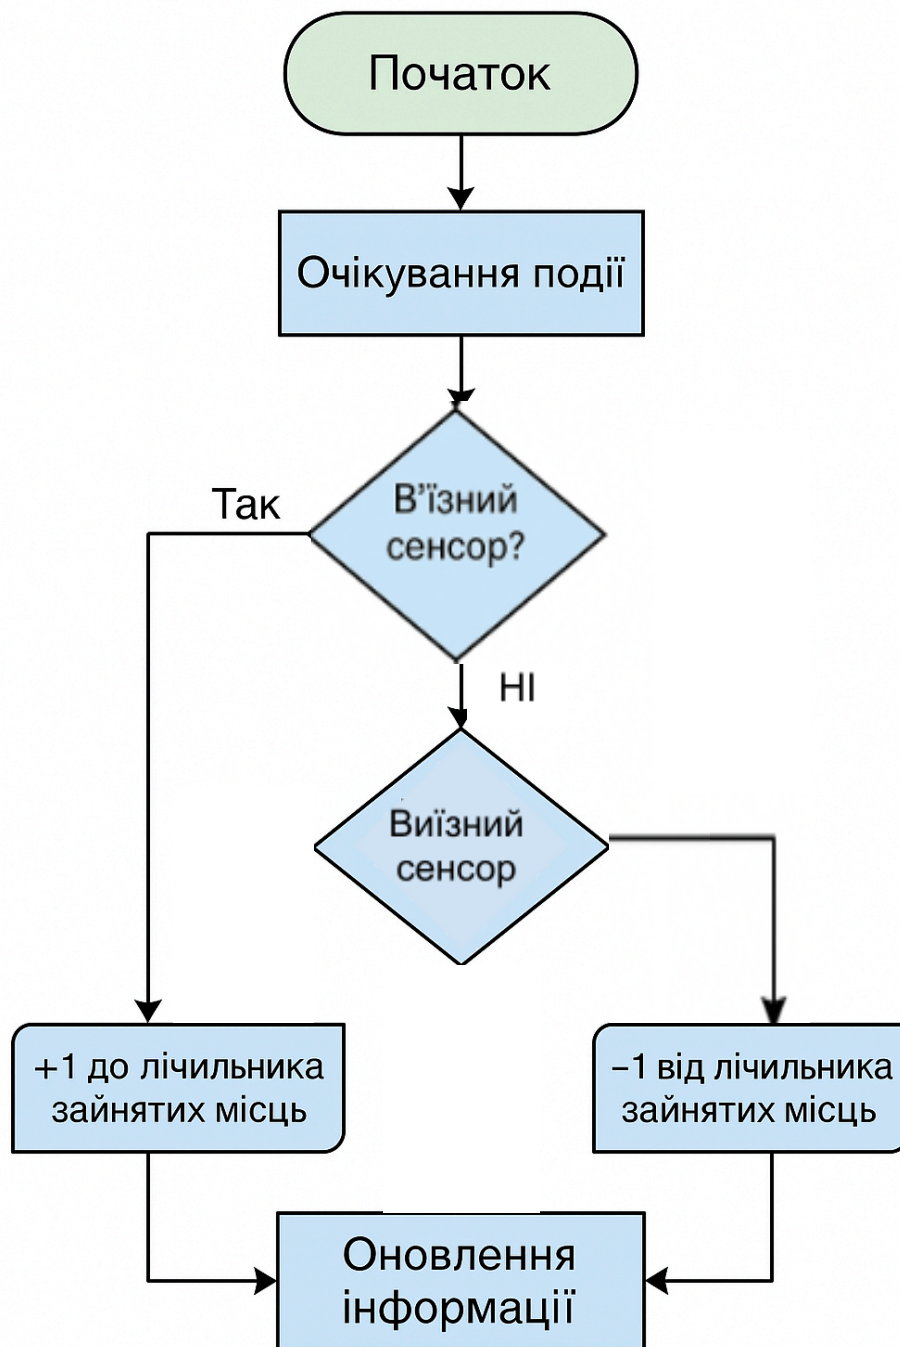 Початок
Очікування події
Так
В'їзний
сенсор?
НІ
Виїзний
сенсор
+1 до лічильника
зайнятих місць
−1 від лічильника
зайнятих місць
Оновлення
інформації